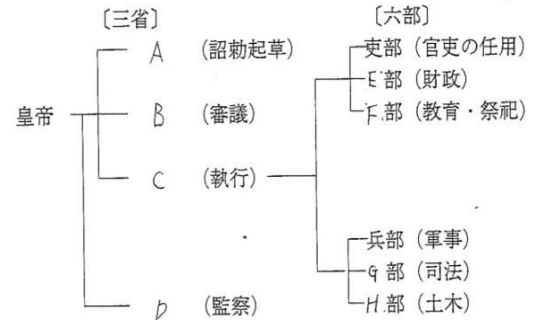 〔三省〕 〔六部〕
A (詔勅起草) 吏部 (官吏の任用)
E部 (財政)
皇帝 B (審議) F.部 (教育・祭祀)
C (執行)
兵部 (軍事)
G部 (司法)
D (監察) H.部 (土木)